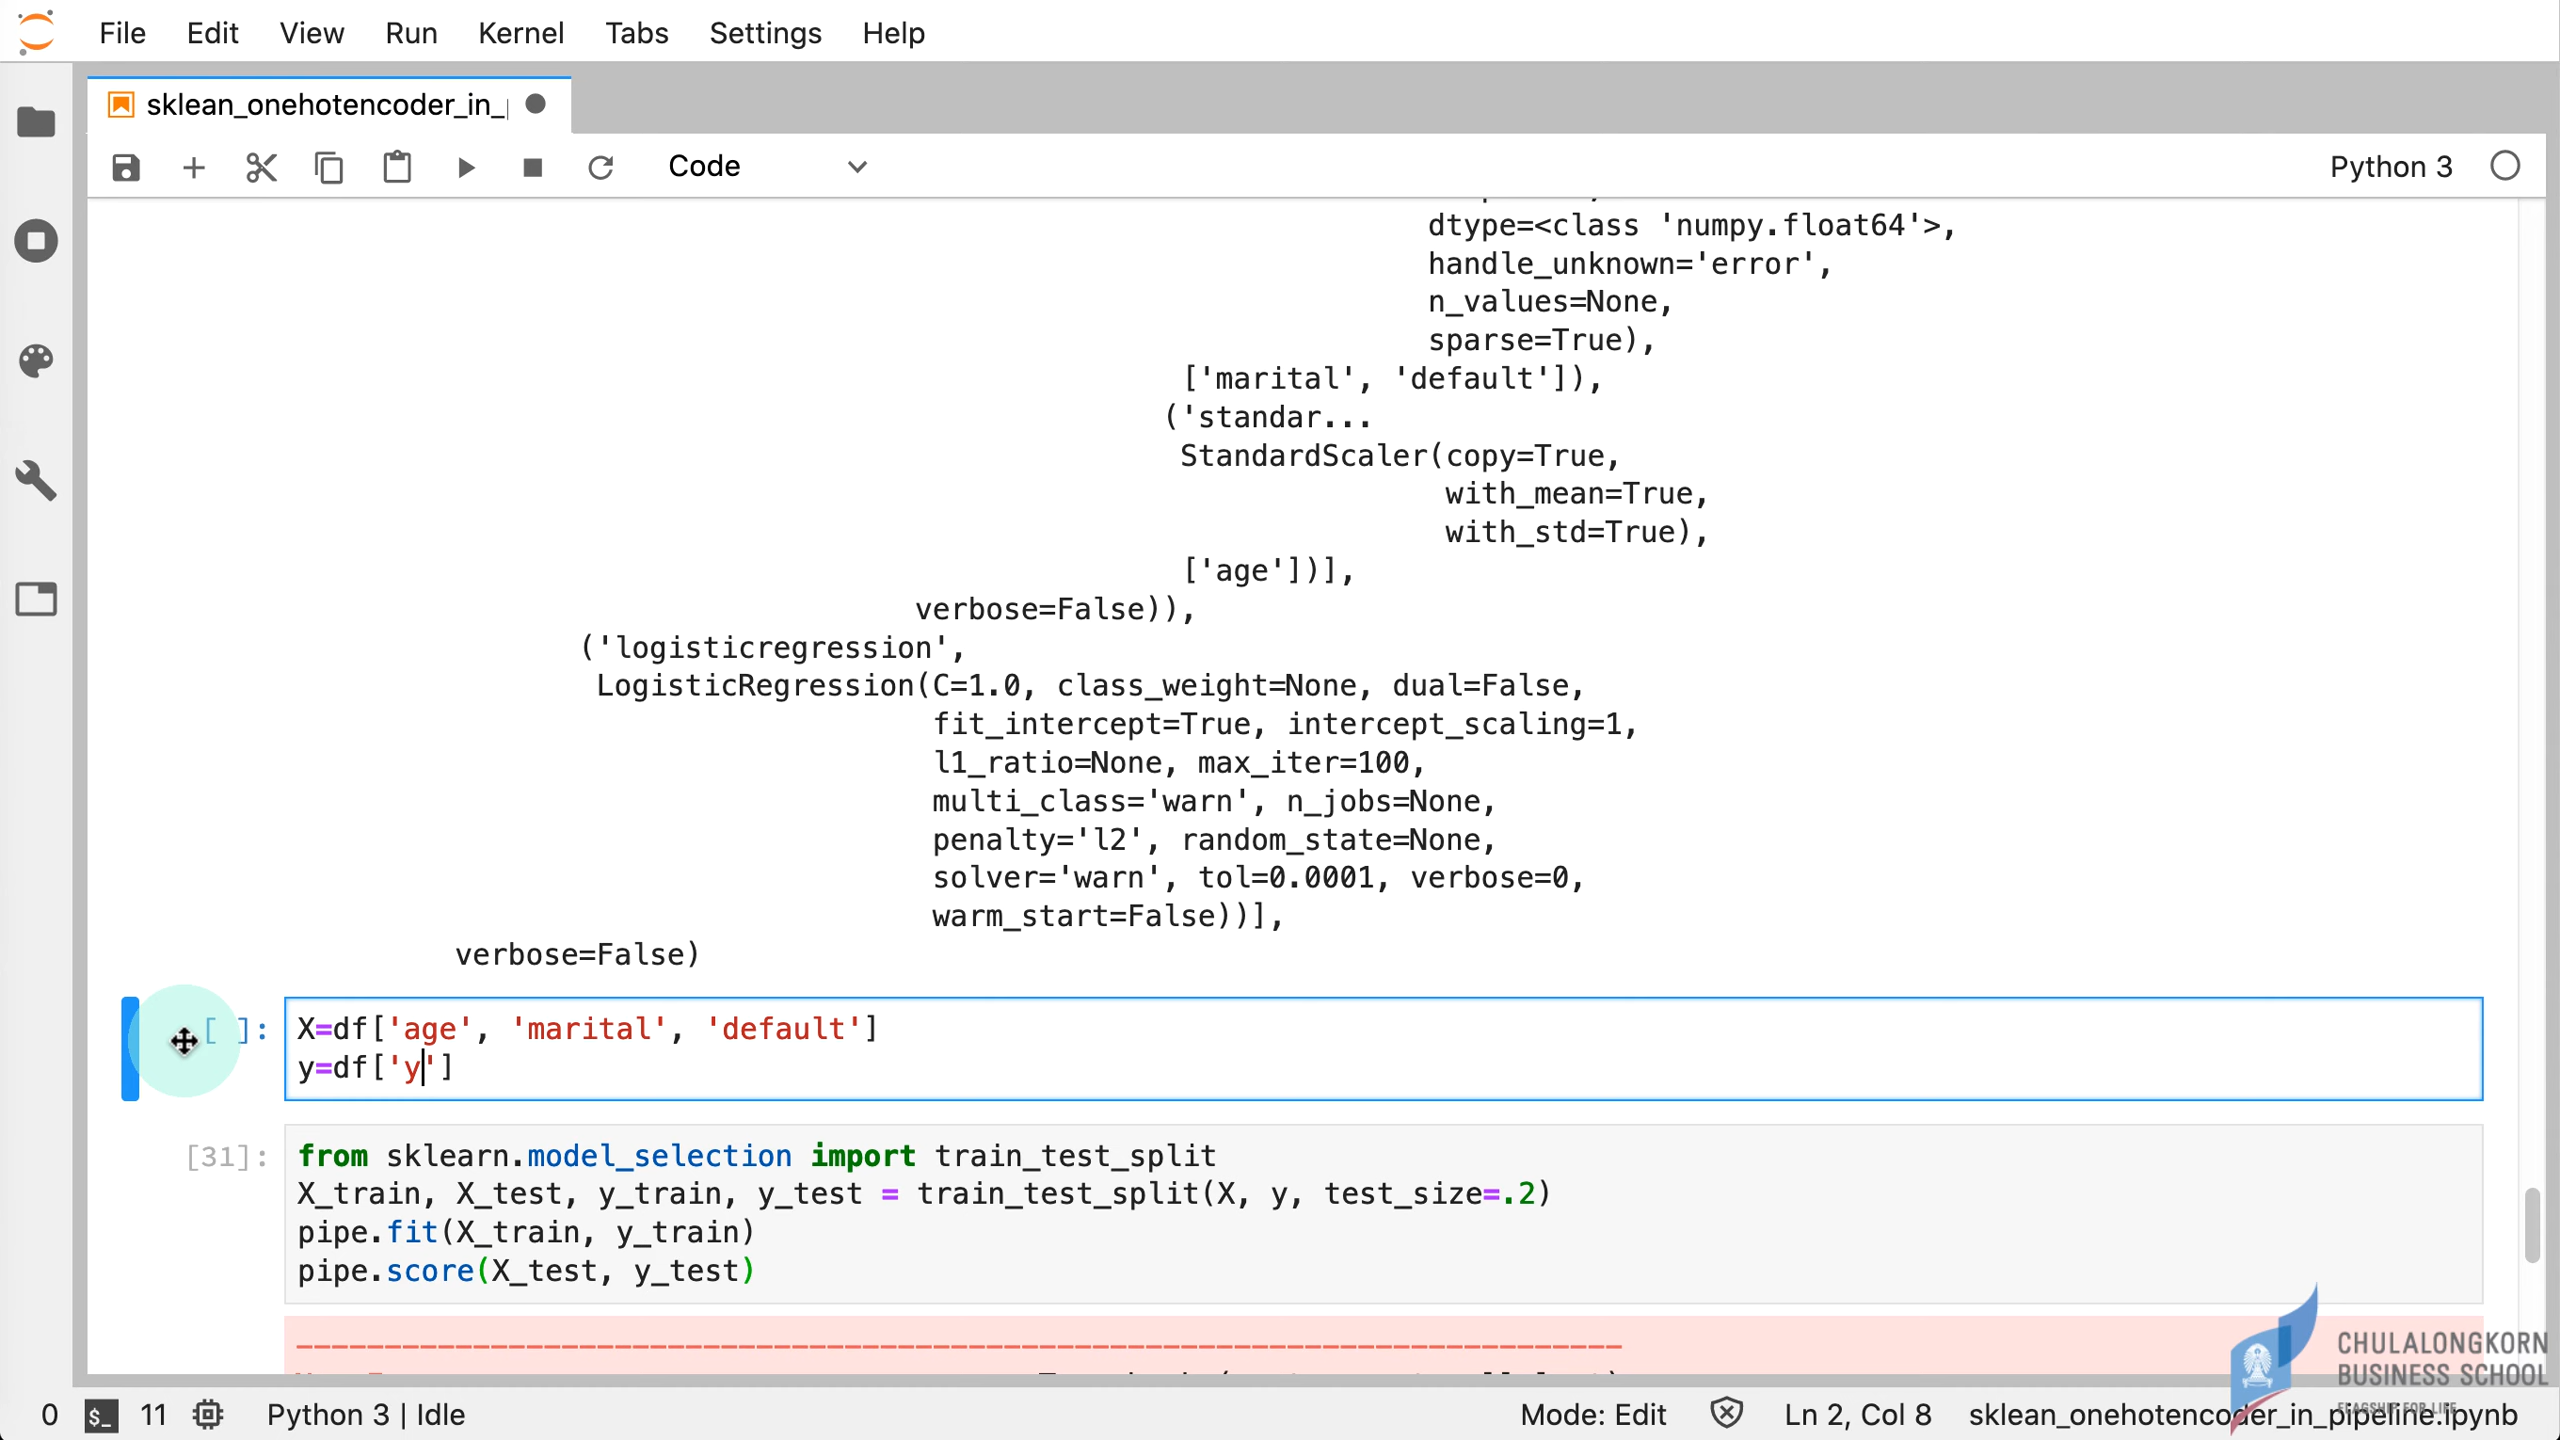 File Edit View Run Kernel Tabs Settings Help
sklean_onehotencoder_in_
Code
Python 3
dtype=<class 'numpy.float64'>,
handle_unknown='error',
n_values=None,
sparse=True),
['marital', 'default']),
('standar...
StandardScaler(copy=True,
with_mean=True,
with_std=True),
['age'])],
verbose=False)),
('logisticregression',
LogisticRegression(C=1.0, class_weight=None, dual=False,
fit_intercept=True, intercept_scaling=1,
l1_ratio=None, max_iter=100,
multi_class='warn', n_jobs=None,
penalty='l2', random_state=None,
solver='warn', tol=0.0001, verbose=0,
warm_start=False))],
verbose=False)
[ ]: X=df['age', 'marital', 'default']
y=df['y']
[31]: from sklearn.model_selection import train_test_split
X_train, X_test, y_train, y_test = train_test_split(X, y, test_size=.2)
pipe.fit(X_train, y_train)
pipe.score(X_test, y_test)
CHULALONGKORN
BUSINESS SCHOOL
FLAGSHIP FOR LIFE
0 $_ 11 Python 3 | Idle Mode: Edit Ln 2, Col 8 sklean_onehotencoder_in_pipeline.ipynb